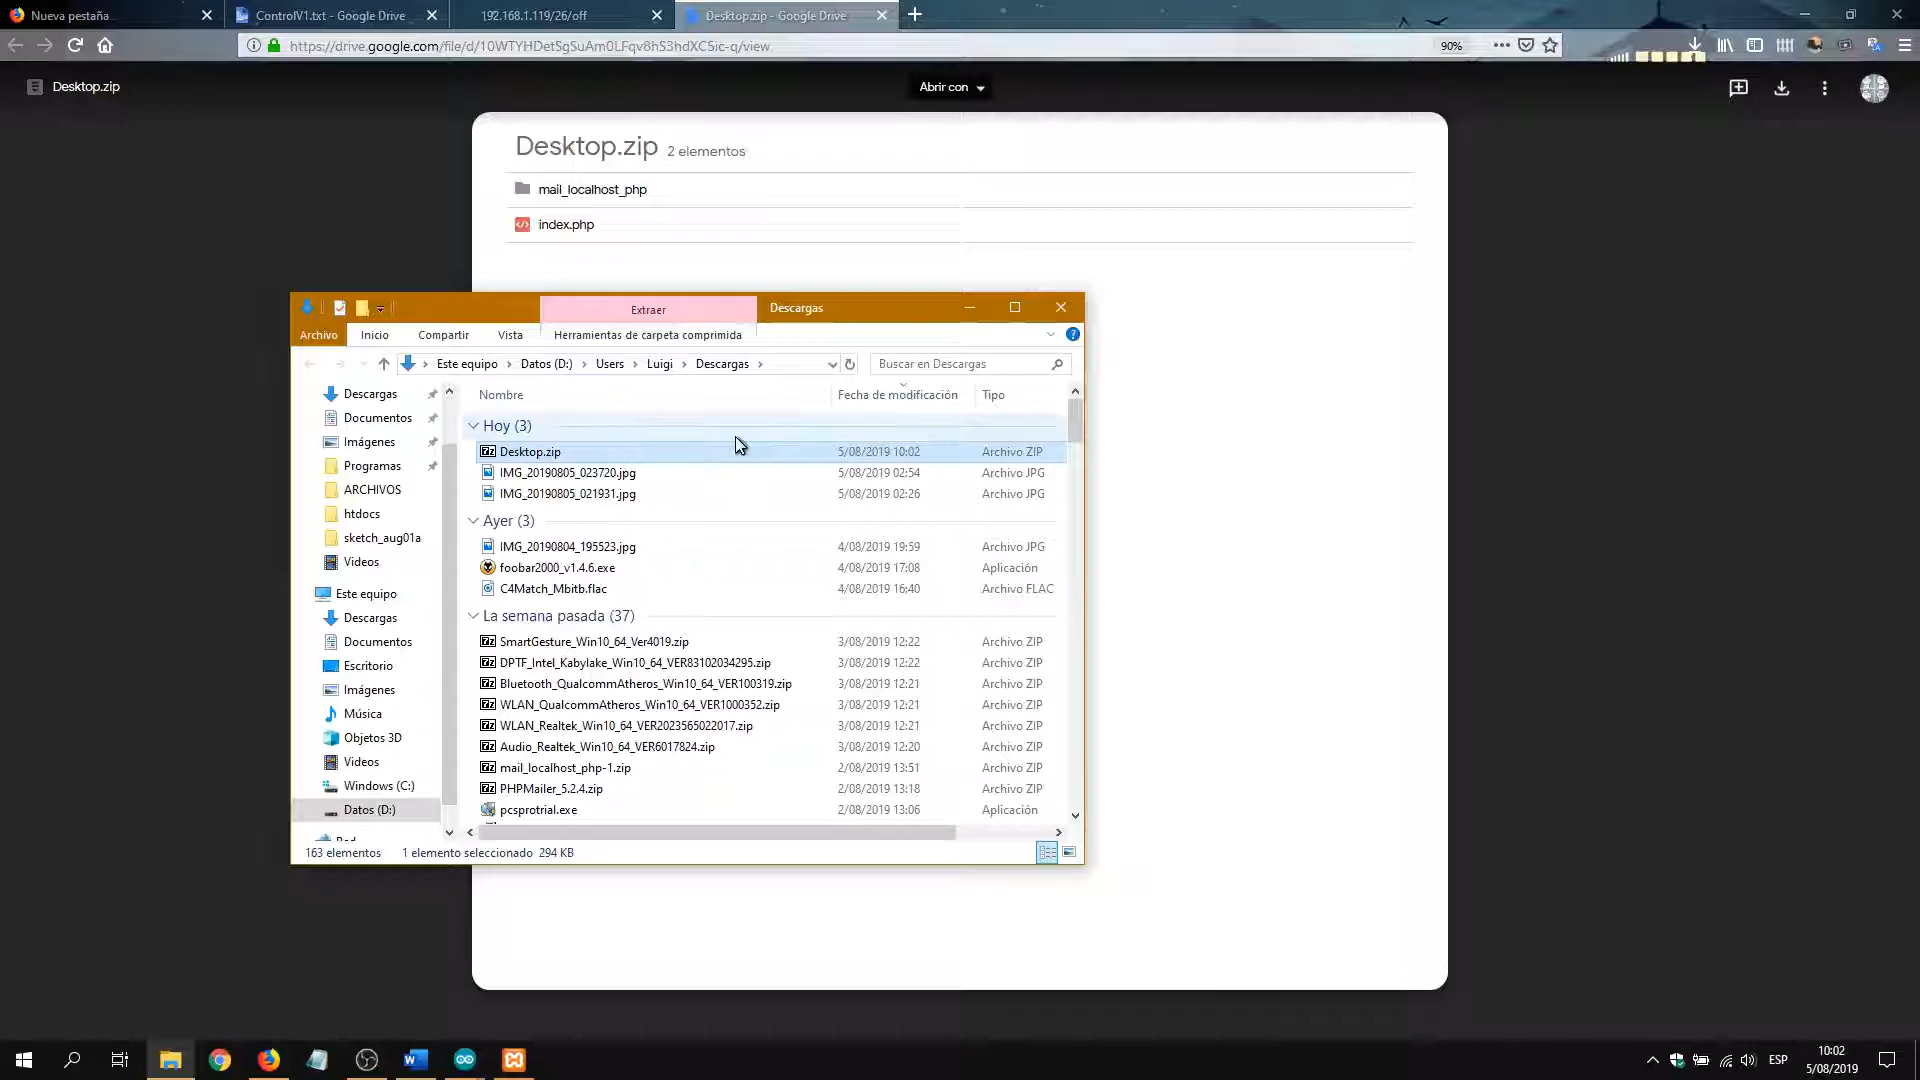 Nueva pestaña
ControlV1.txt - Google Drive
192.168.1.119/26/off
Desktop.zip - Google Drive
https://drive.google.com/file/d/10WTYHDetSgSuAm0LFqv8hS3hdXC5ic-q/view
90%
Desktop.zip
Abrir con
Desktop.zip 2 elementos
mail_localhost_php
index.php
Extraer
Descargas
Archivo Inicio Compartir Vista Herramientas de carpeta comprimida
Este equipo Datos (D:) Users Luigi Descargas
Buscar en Descargas
Descargas
Documentos
Imágenes
Programas
ARCHIVOS
htdocs
sketch_aug01a
Videos
Este equipo
Descargas
Documentos
Escritorio
Imágenes
Música
Objetos 3D
Videos
Windows (C:)
Datos (D:)
Nombre Fecha de modificación Tipo
Hoy (3)
Desktop.zip 5/08/2019 10:02 Archivo ZIP
IMG_20190805_023720.jpg 5/08/2019 02:54 Archivo JPG
IMG_20190805_021931.jpg 5/08/2019 02:26 Archivo JPG
Ayer (3)
IMG_20190804_195523.jpg 4/08/2019 19:59 Archivo JPG
foobar2000_v1.4.6.exe 4/08/2019 17:08 Aplicación
C4Match_Mbitb.flac 4/08/2019 16:40 Archivo FLAC
La semana pasada (37)
SmartGesture_Win10_64_Ver4019.zip 3/08/2019 12:22 Archivo ZIP
DPTF_Intel_Kabylake_Win10_64_VER83102034295.zip 3/08/2019 12:22 Archivo ZIP
Bluetooth_QualcommAtheros_Win10_64_VER100319.zip 3/08/2019 12:21 Archivo ZIP
WLAN_QualcommAtheros_Win10_64_VER1000352.zip 3/08/2019 12:21 Archivo ZIP
WLAN_Realtek_Win10_64_VER2023565022017.zip 3/08/2019 12:21 Archivo ZIP
Audio_Realtek_Win10_64_VER6017824.zip 3/08/2019 12:20 Archivo ZIP
mail_localhost_php-1.zip 2/08/2019 13:51 Archivo ZIP
PHPMailer_5.2.4.zip 2/08/2019 13:18 Archivo ZIP
pcsprotrial.exe 2/08/2019 13:06 Aplicación
163 elementos 1 elemento seleccionado 294 KB
ESP
10:02
5/08/2019